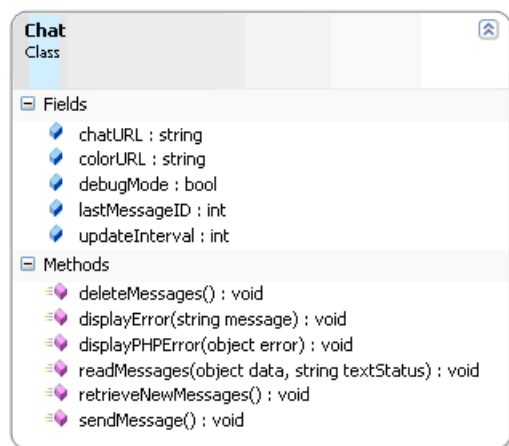 Chat
Class
Fields
chatURL : string
colorURL : string
debugMode : bool
lastMessageID : int
updateInterval : int
Methods
deleteMessages() : void
displayError(string message) : void
displayPHPError(object error) : void
readMessages(object data, string textStatus) : void
retrieveNewMessages() : void
sendMessage() : void